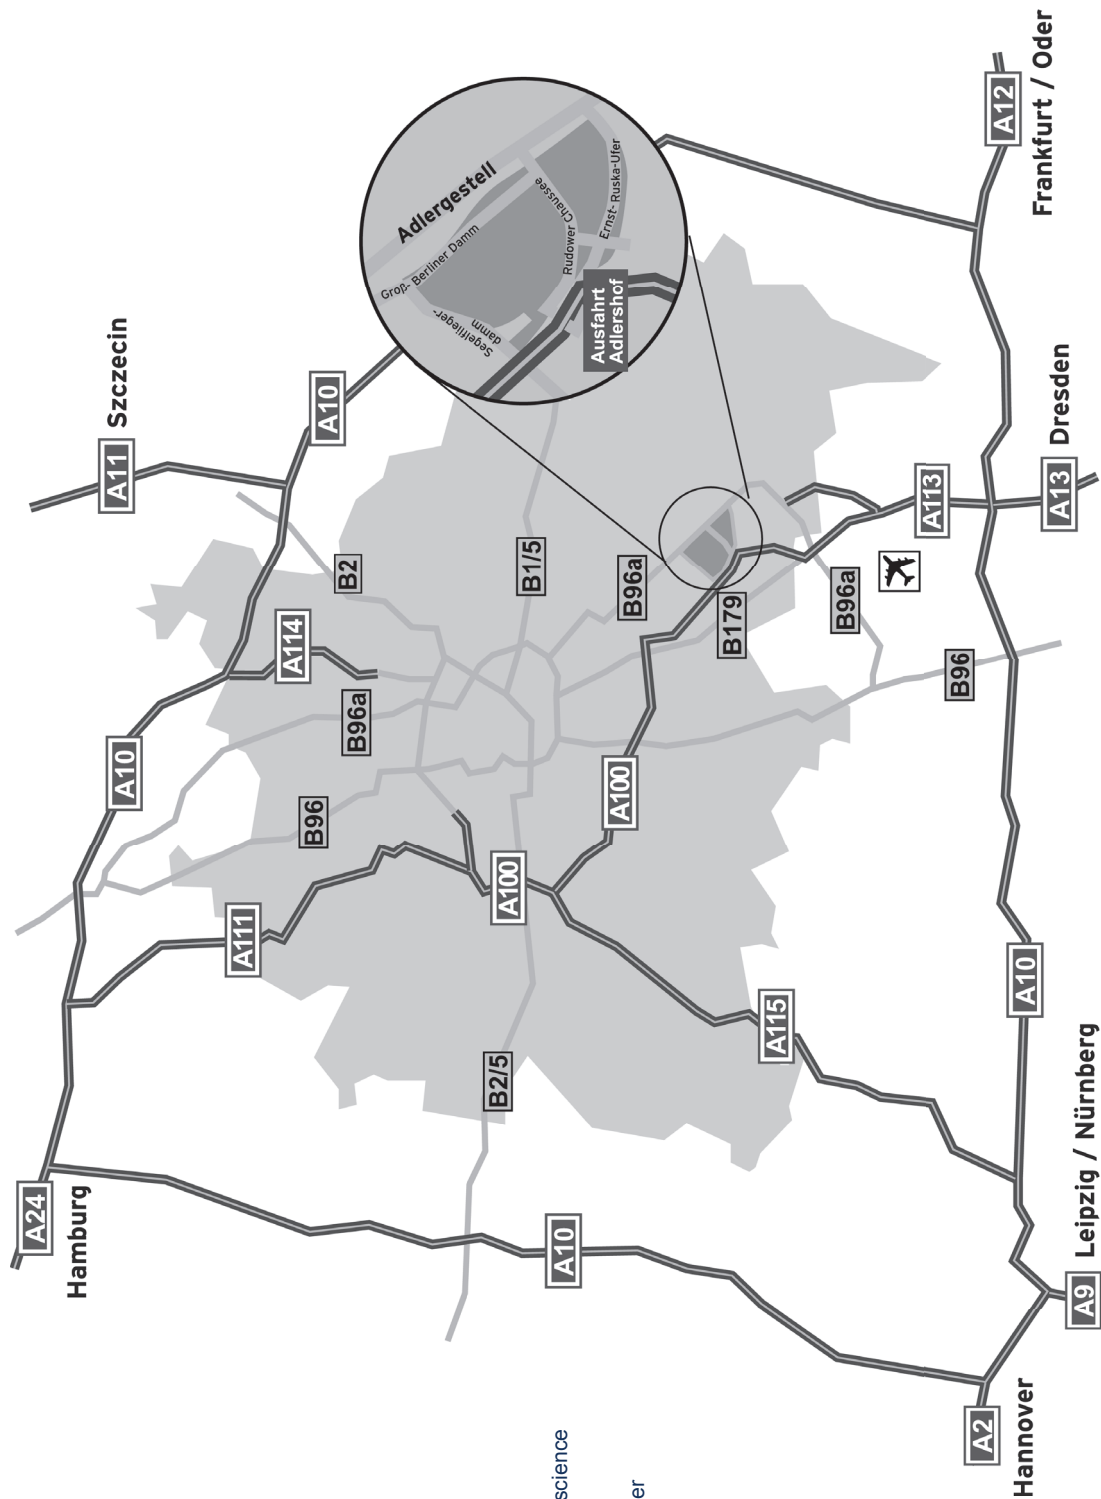 A24
Hamburg
A11
Szczecin
A10
A10
A111
A114
B2
B96
B96a
A10
Adlergestell
Groß- Berliner Damm
Segelflieger-
damm
Rudower Chaussee
Ernst- Ruska-Ufer
Ausfahrt
Adlershof
B2/5
A100
B1/5
A10
A100
B96a
B179
A115
B96a
A113
B96
A10
A12
Frankfurt / Oder
A13
Dresden
A2
Hannover
A9
Leipzig / Nürnberg
science
er